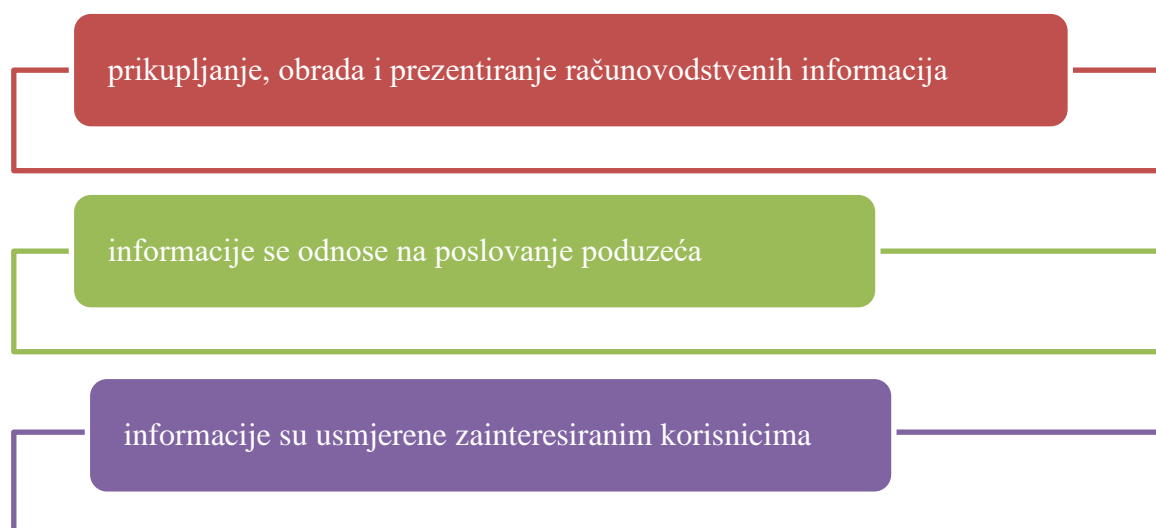 prikupljanje, obrada i prezentiranje računovodstvenih informacija
informacije se odnose na poslovanje poduzeća
informacije su usmjerene zainteresiranim korisnicima